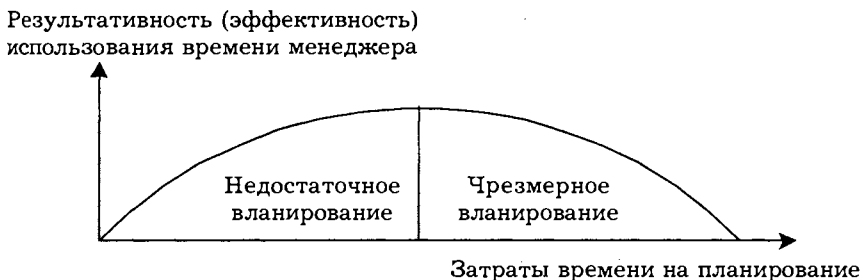 Результативность (эффективность)
использования времени менеджера
Недостаточное
вланирование
Чрезмерное
вланирование
Затраты времени на планирование